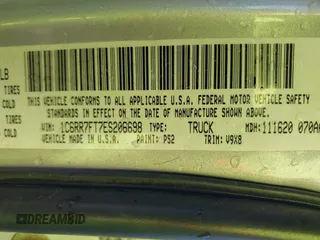 LB
TIRES
COLD
TIRES
COLD
THIS VEHICLE CONFORMS TO ALL APPLICABLE U.S.A. FEDERAL MOTOR VEHICLE SAFETY
STANDARDS IN EFFECT ON THE DATE OF MANUFACTURE SHOWN ABOVE.
VIN: 1C6RR7FT7ES206698 TYPE: TRUCK MDH: 111620 070A
VEHICLE MADE IN U.S.A. PAINT: PS2 TRIM: V9X8
DREAMBID